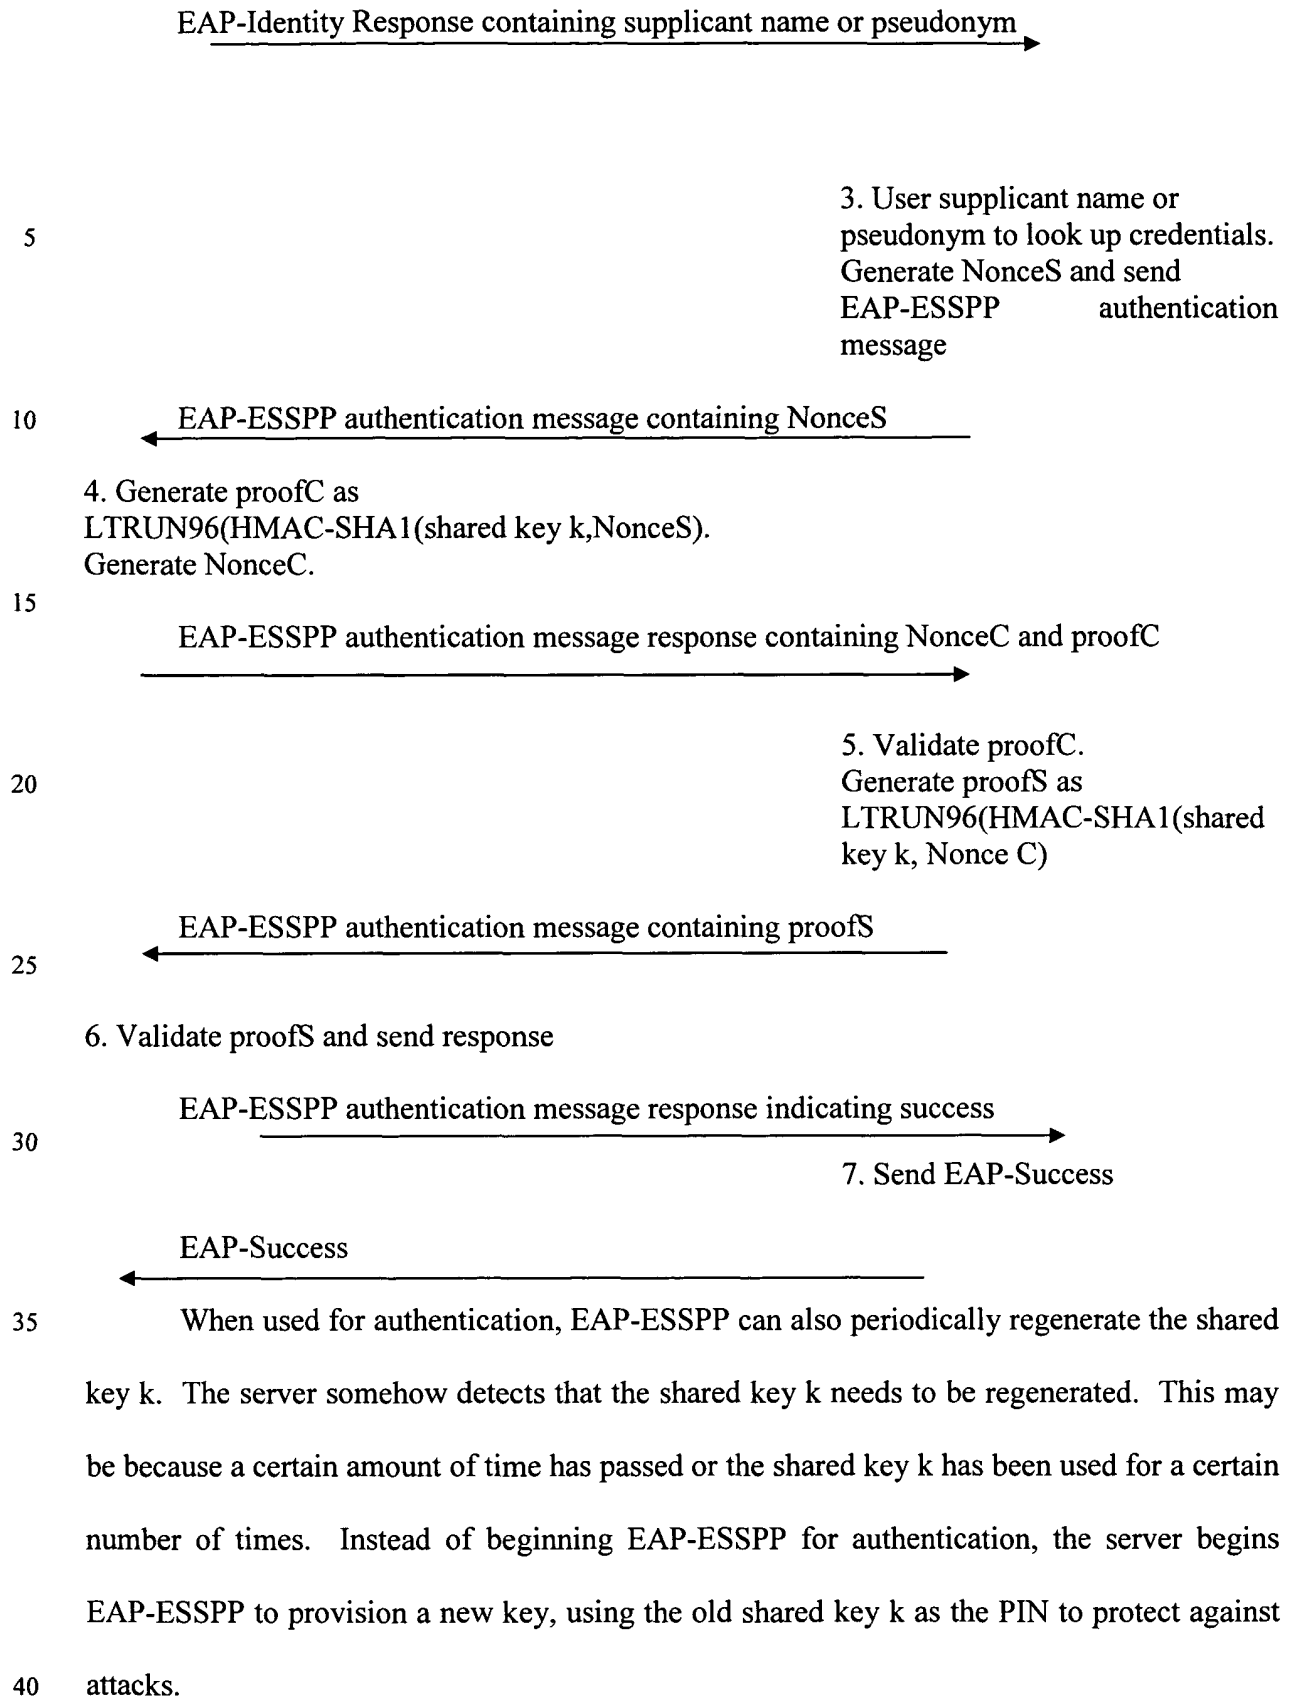 EAP-Identity Response containing supplicant name or pseudonym
3. User supplicant name or
5 pseudonym to look up credentials.
Generate NonceS and send
EAP-ESSPP authentication
message
10 EAP-ESSPP authentication message containing NonceS
4. Generate proofC as
LTRUN96(HMAC-SHA1(shared key k,NonceS).
Generate NonceC.
15
EAP-ESSPP authentication message response containing NonceC and proofC
5. Validate proofC.
20 Generate proofS as
LTRUN96(HMAC-SHA1(shared
key k, Nonce C)
EAP-ESSPP authentication message containing proofS
25
6. Validate proofS and send response
EAP-ESSPP authentication message response indicating success
30
7. Send EAP-Success
EAP-Success
35 When used for authentication, EAP-ESSPP can also periodically regenerate the shared
key k. The server somehow detects that the shared key k needs to be regenerated. This may
be because a certain amount of time has passed or the shared key k has been used for a certain
number of times. Instead of beginning EAP-ESSPP for authentication, the server begins
EAP-ESSPP to provision a new key, using the old shared key k as the PIN to protect against
40 attacks.